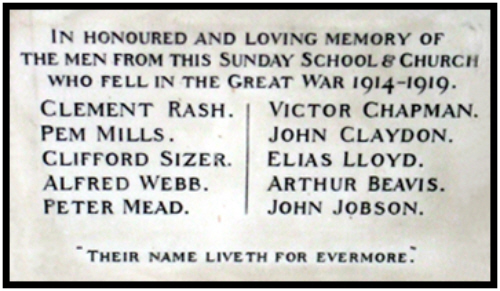 IN HONOURED AND LOVING MEMORY OF
THE MEN FROM THIS SUNDAY SCHOOL & CHURCH
WHO FELL IN THE GREAT WAR 1914-1919.
CLEMENT RASH.
PEM MILLS.
CLIFFORD SIZER.
ALFRED WEBB.
PETER MEAD.
VICTOR CHAPMAN.
JOHN CLAYDON.
ELIAS LLOYD.
ARTHUR BEAVIS.
JOHN JOBSON.
"THEIR NAME LIVETH FOR EVERMORE."